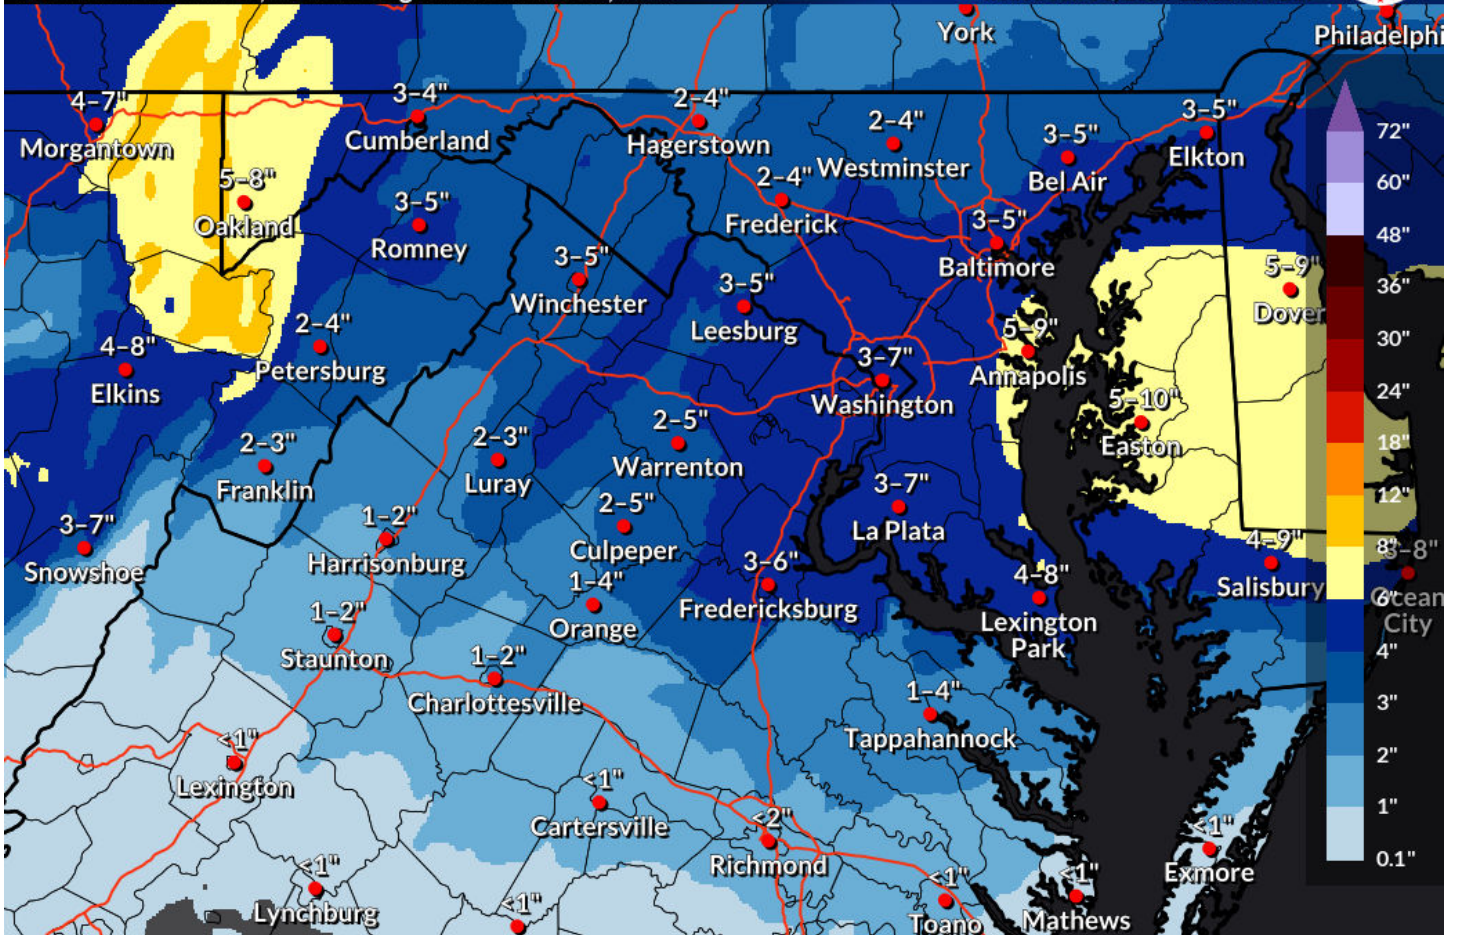 York
Philadelphi
72"
4–7"
Morgantown
3–4"
Cumberland
2–4"
Hagerstown
2–4"
Westminster
3–5"
Bel Air
3–5"
Elkton
60"
5–8"
Oakland
3–5"
Romney
2–4"
Frederick
3–5"
Baltimore
48"
3–5"
Winchester
3–5"
Leesburg
5–9"
Dover
36"
2–4"
Petersburg
4–8"
Elkins
3–7"
Washington
5–9"
Annapolis
30"
24"
5–10"
Easton
2–3"
Franklin
2–3"
Luray
2–5"
Warrenton
18"
12"
3–7"
Snowshoe
1–2"
Harrisonburg
2–5"
Culpeper
3–7"
La Plata
8"
4–9"
Salisbury
3–8"
Ocean
City
6"
1–4"
Orange
3–6"
Fredericksburg
4–8"
Lexington
Park
4"
1–2"
Staunton
1–2"
Charlottesville
1–4"
Tappahannock
3"
2"
<1"
Lexington
<1"
Cartersville
<2"
Richmond
<1"
Exmore
1"
0.1"
<1"
Lynchburg
<1"
<1"
Toano
<1"
Mathews